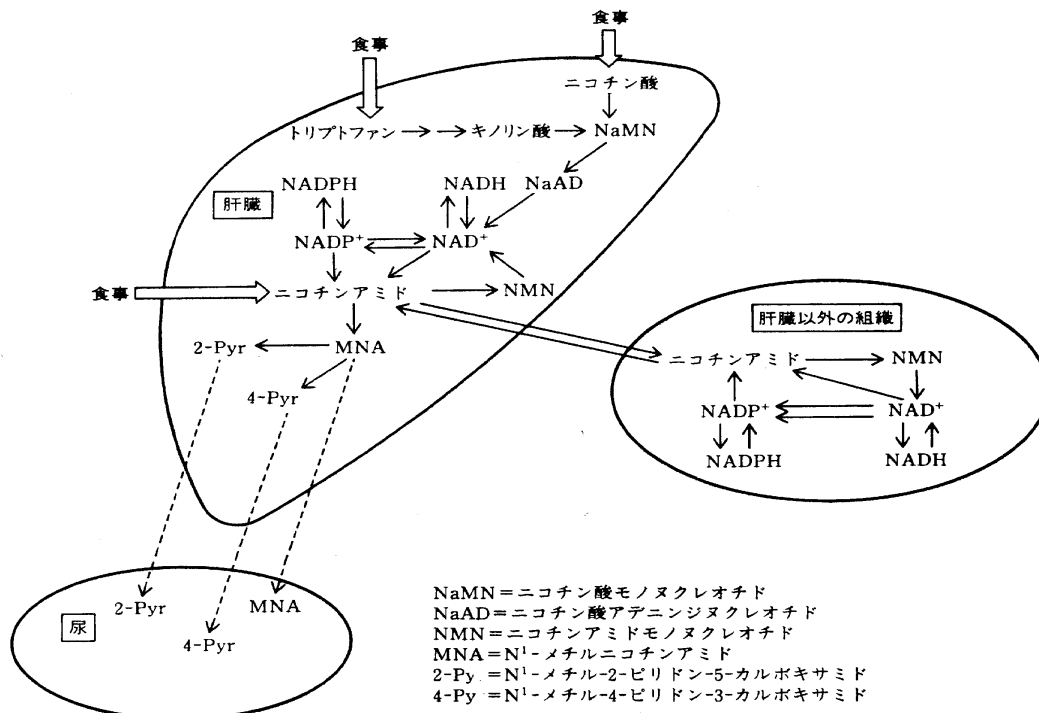 食事
食事
ニコチン酸
トリプトファン キノリン酸 NaMN
NADPH NADH NaAD
肝臓
NADP⁺ NAD⁺
食事 ニコチンアミド NMN
肝臓以外の組織
2-Pyr MNA ニコチンアミド NMN
4-Pyr
NADP⁺ NAD⁺
NADPH NADH
2-Pyr MNA
尿
4-Pyr
NaMN=ニコチン酸モノヌクレオチド
NaAD=ニコチン酸アデニンジヌクレオチド
NMN=ニコチンアミドモノヌクレオチド
MNA=N¹-メチルニコチンアミド
2-Py =N¹-メチル-2-ピリドン-5-カルボキサミド
4-Py =N¹-メチル-4-ピリドン-3-カルボキサミド